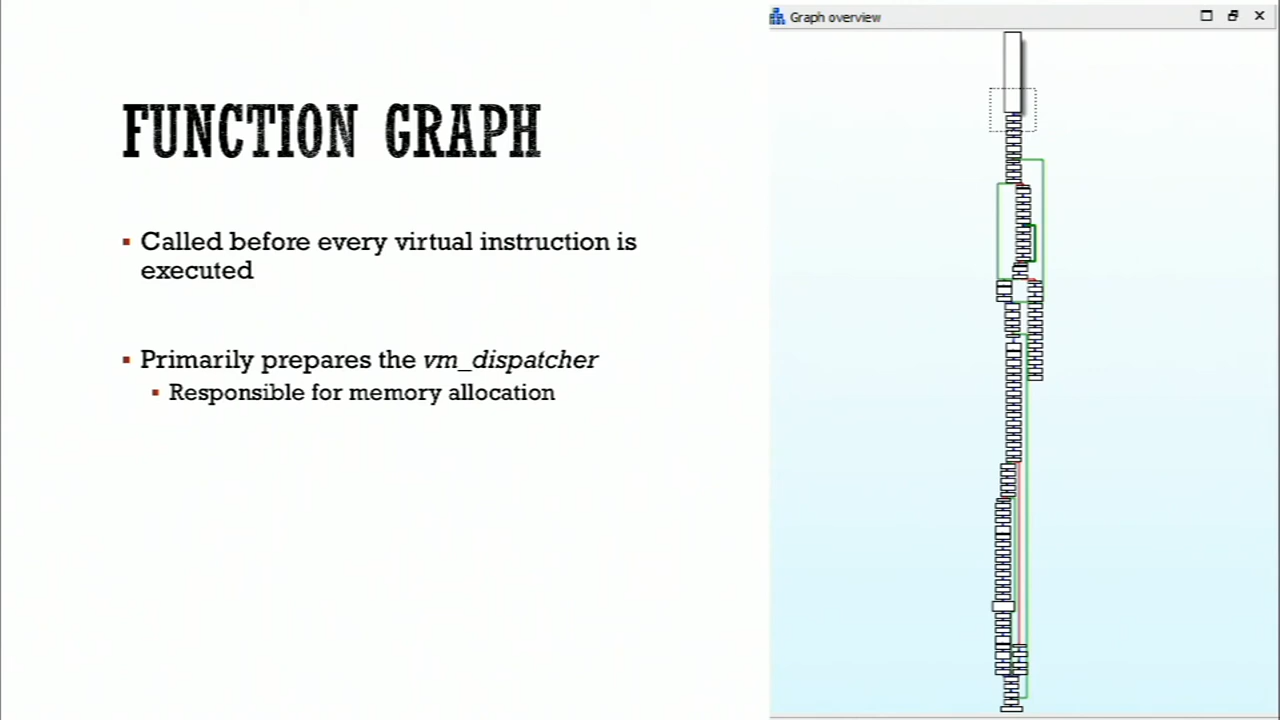 FUNCTION GRAPH
▪ Called before every virtual instruction is
executed
▪ Primarily prepares the vm_dispatcher
▪ Responsible for memory allocation
Graph overview